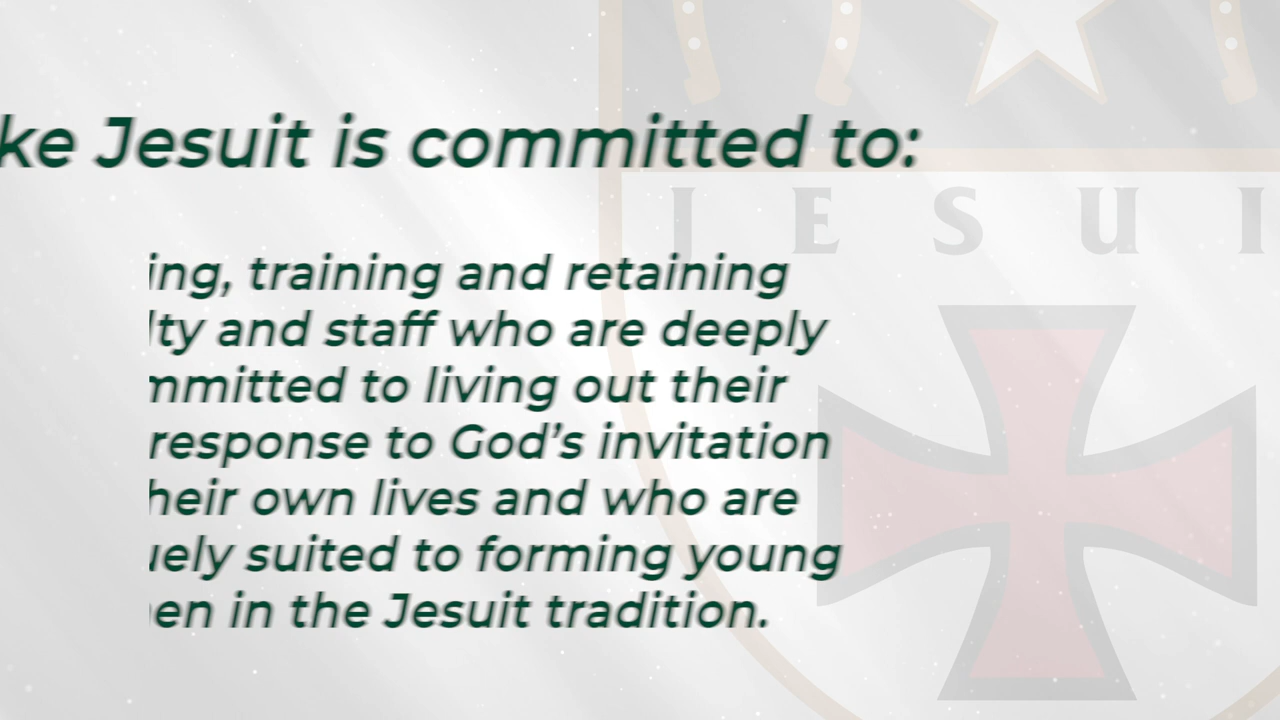 ke Jesuit is committed to:
JESUI
ing, training and retaining
lty and staff who are deeply
mmitted to living out their
response to God’s invitation
heir own lives and who are
uely suited to forming young
en in the Jesuit tradition.